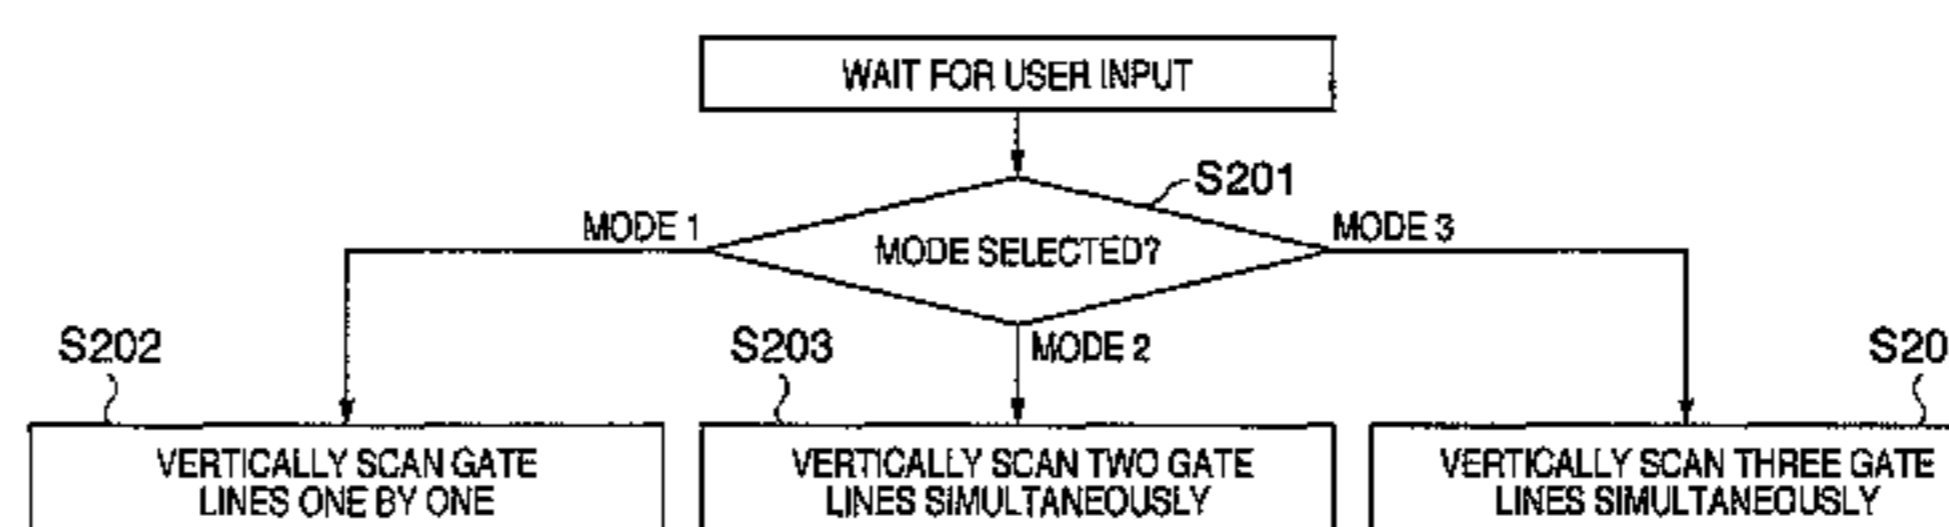 WAIT FOR USER INPUT
S201
MODE 1
MODE SELECTED?
MODE 3
S202
S203
MODE 2
S20
VERTICALLY SCAN GATE
LINES ONE BY ONE
VERTICALLY SCAN TWO GATE
LINES SIMULTANEOUSLY
VERTICALLY SCAN THREE GATE
LINES SIMULTANEOUSLY